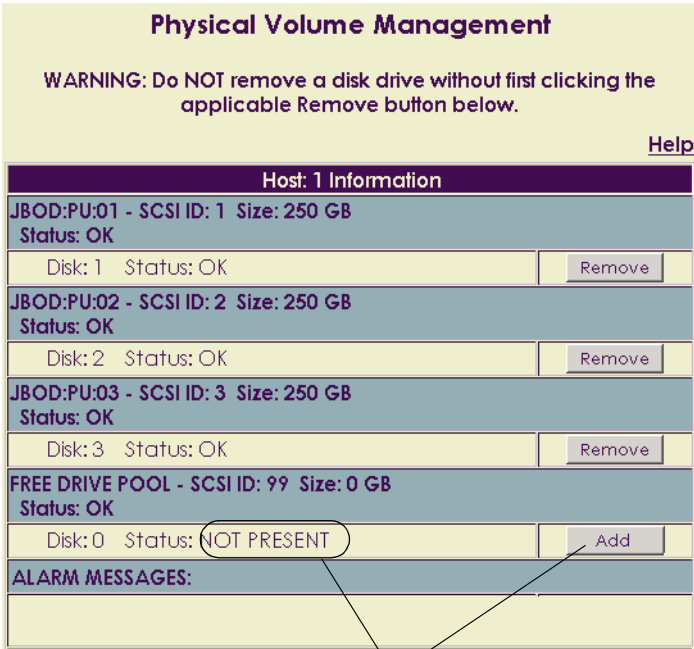 Physical Volume Management
WARNING: Do NOT remove a disk drive without first clicking the
applicable Remove button below.
Help
Host: 1 Information
JBOD:PU:01 - SCSI ID: 1 Size: 250 GB
Status: OK
Disk: 1 Status: OK Remove
JBOD:PU:02 - SCSI ID: 2 Size: 250 GB
Status: OK
Disk: 2 Status: OK Remove
JBOD:PU:03 - SCSI ID: 3 Size: 250 GB
Status: OK
Disk: 3 Status: OK Remove
FREE DRIVE POOL - SCSI ID: 99 Size: 0 GB
Status: OK
Disk: 0 Status: NOT PRESENT Add
ALARM MESSAGES: